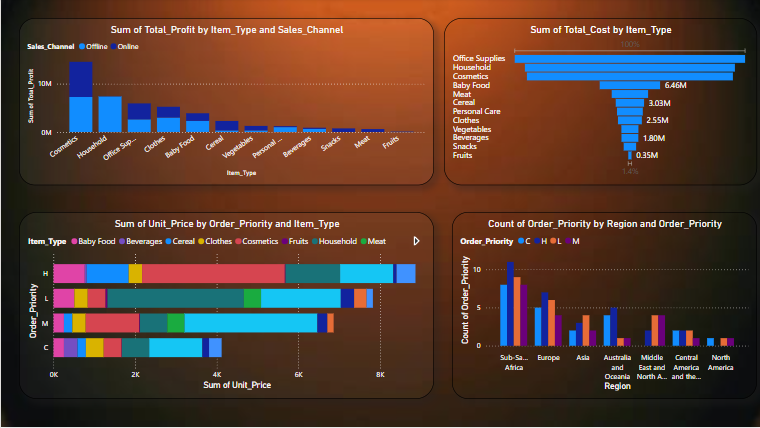 Sum of Total_Profit by Item_Type and Sales_Channel
Sales_Channel Offline Online
Sum of Total_Profit
10M
0M
Cosmetics
Household
Office Sup...
Clothes
Baby Food
Cereal
Vegetables
Personal ...
Beverages
Snacks
Meat
Fruits
Item_Type
Sum of Total_Cost by Item_Type
100%
Office Supplies
Household
Cosmetics
Baby Food 6.46M
Meat
Cereal 3.03M
Personal Care
Clothes 2.55M
Vegetables
Beverages 1.80M
Snacks
Fruits 0.35M
1.4%
Sum of Unit_Price by Order_Priority and Item_Type
Item_Type Baby Food Beverages Cereal Clothes Cosmetics Fruits Household Meat
Order_Priority
H
L
M
C
0K 2K 4K 6K 8K
Sum of Unit_Price
Count of Order_Priority by Region and Order_Priority
Order_Priority C H L M
Count of Order_Priority
10
5
0
Sub-Sa...
Africa
Europe
Asia
Australia
and
Oceania
Middle
East and
North A...
Central
America
and the...
North
America
Region